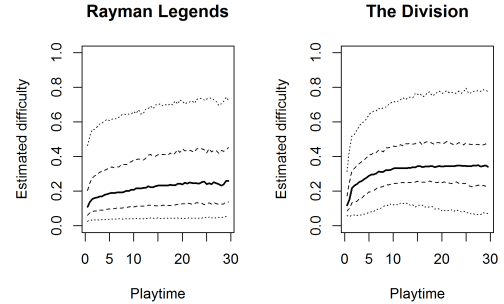 Rayman Legends
Estimated difficulty
0.0 0.2 0.4 0.6 0.8 1.0
0 5 10 20 30
Playtime
The Division
Estimated difficulty
0.0 0.2 0.4 0.6 0.8 1.0
0 5 10 20 30
Playtime